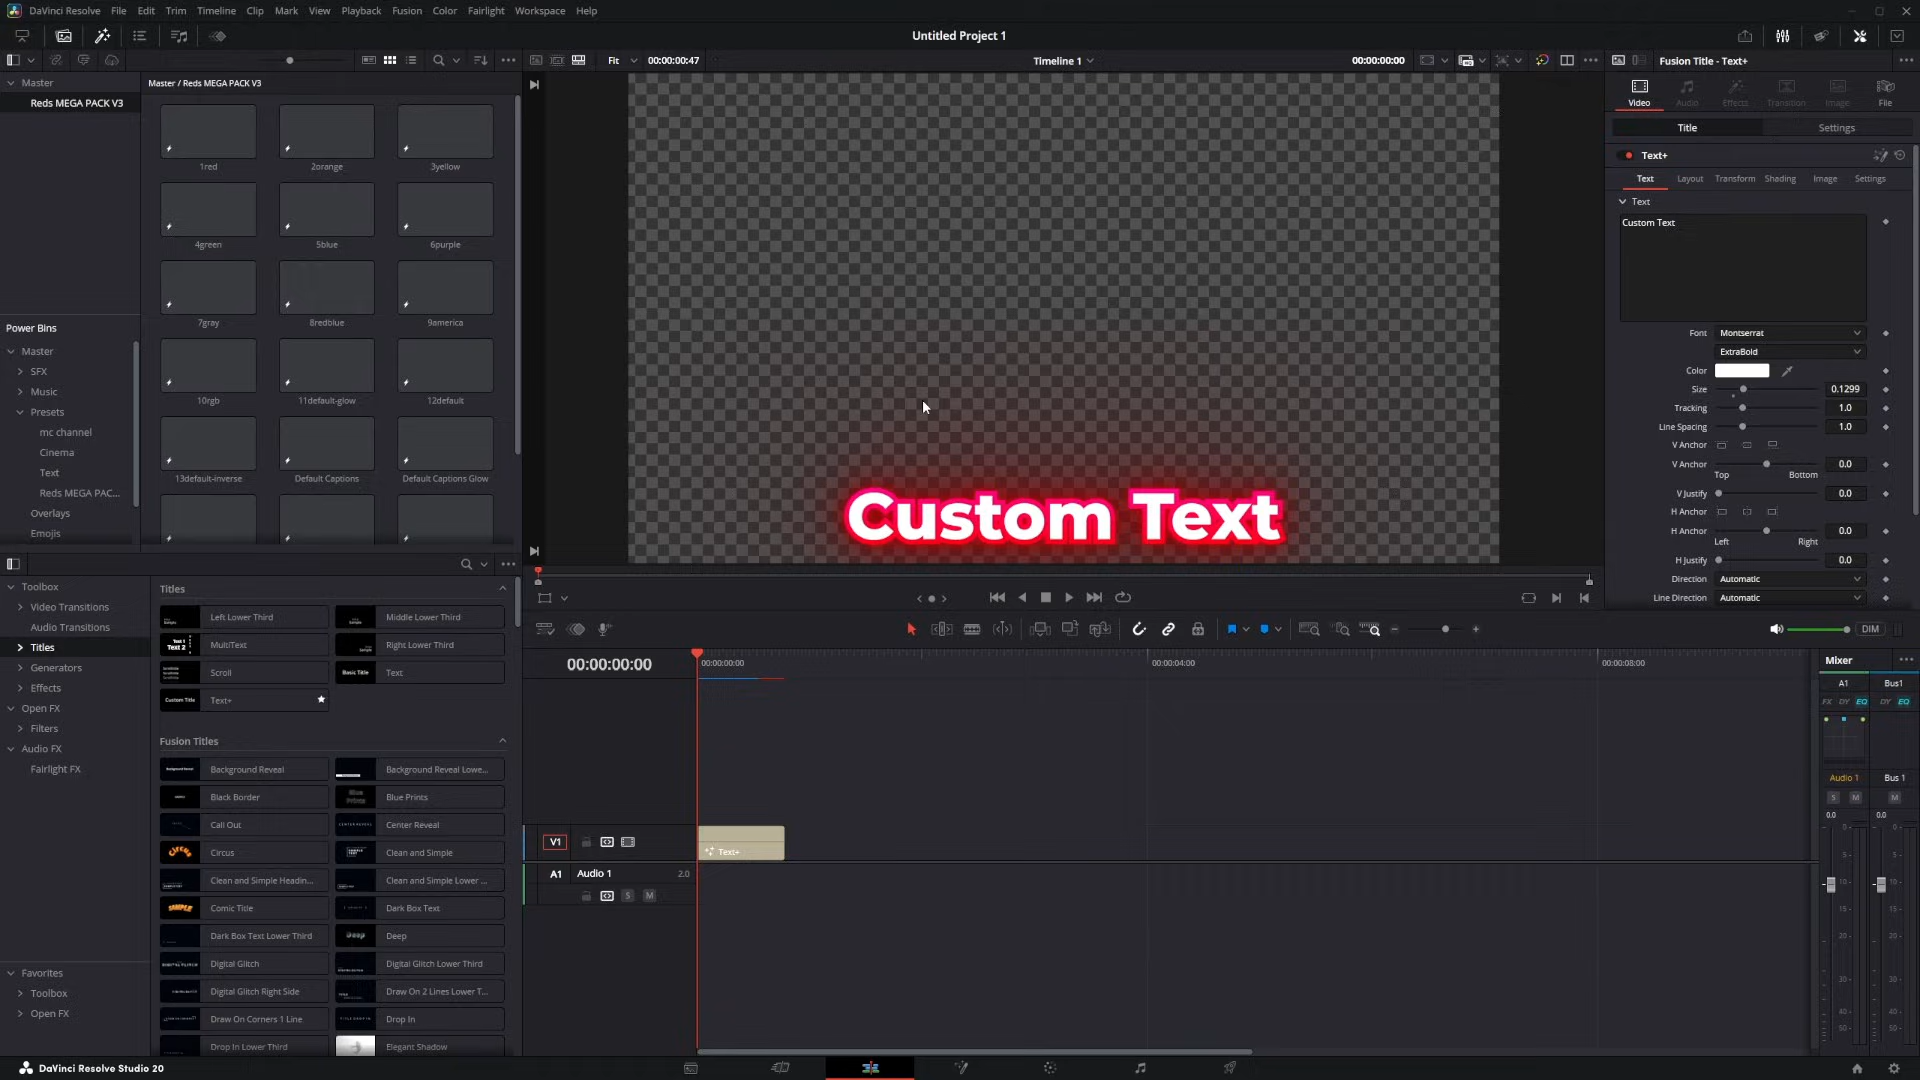 DaVinci Resolve File Edit Trim Timeline Clip Mark View Playback Fusion Color Fairlight Workspace Help
Untitled Project 1
Fit 00:00:00:47 Timeline 1 00:00:00:00 Fusion Title - Text+
Master
Reds MEGA PACK V3
Master / Reds MEGA PACK V3
1red 2orange 3yellow
4green 5blue 6purple
7gray 8redblue 9america
10rgb 11default-glow 12default
13default-inverse Default Captions Default Captions Glow
Power Bins
Master
SFX
Music
Presets
mc channel
Cinema
Text
Reds MEGA PAC...
Overlays
Emojis
Custom Text
Video Audio Effects Transition Image File
Title Settings
Text+
Text Layout Transform Shading Image Settings
Text
Custom Text
Font Montserrat
ExtraBold
Color
Size 0.1299
Tracking 1.0
Line Spacing 1.0
V Anchor
V Anchor 0.0
Top Bottom
V Justify 0.0
H Anchor
H Anchor 0.0
Left Right
H Justify 0.0
Direction Automatic
Line Direction Automatic
Toolbox
Video Transitions
Audio Transitions
Titles
Generators
Effects
Open FX
Filters
Audio FX
Fairlight FX
Favorites
Toolbox
Open FX
Titles
Left Lower Third Middle Lower Third
MultiText Right Lower Third
Scroll Basic Title Text
Custom Title Text+
Fusion Titles
Background Reveal Background Reveal Lowe...
Black Border Blue Prints
Call Out Center Reveal
Circus Clean and Simple
Clean and Simple Headin... Clean and Simple Lower ...
Comic Title Dark Box Text
Dark Box Text Lower Third Deep
Digital Glitch Digital Glitch Lower Third
Digital Glitch Right Side Draw On 2 Lines Lower T...
Draw On Corners 1 Line Drop In
Drop In Lower Third Elegant Shadow
DIM
00:00:00:00 00:00:00:00 00:00:04:00 00:00:08:00
V1
Text+
A1 Audio 1 2.0
S M
Mixer
A1 Bus1
FX DY EQ DY EQ
Audio 1 Bus 1
S M M
0.0 0.0
DaVinci Resolve Studio 20